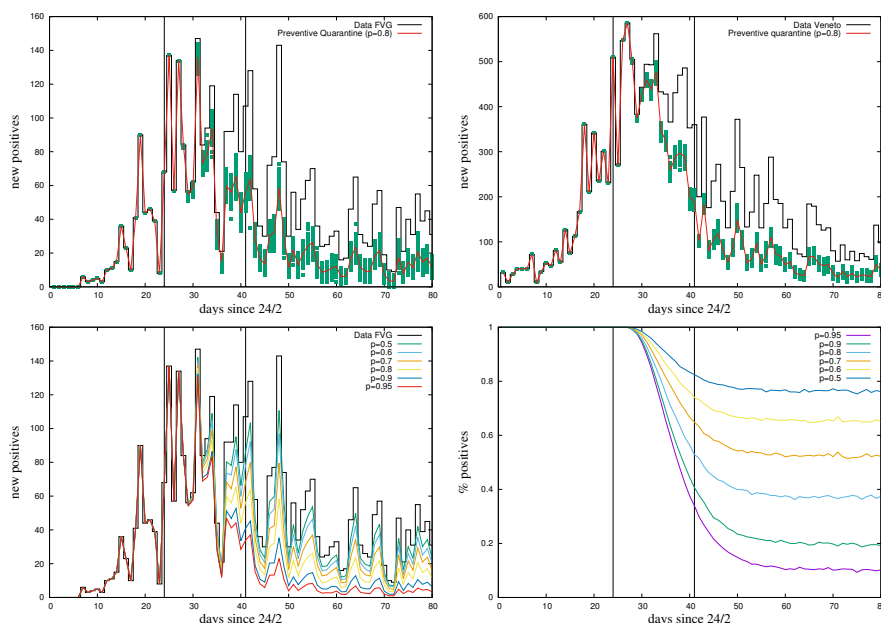 Data FVG
Preventive Quarantine (p=0.8)
new positives
160
140
120
100
80
60
40
20
0
0 10 20 30 40 50 60 70 80
days since 24/2
Data Veneto
Preventive quarantine (p=0.8)
new positives
600
500
400
300
200
100
0
0 10 20 30 40 50 60 70 80
days since 24/2
Data FVG
p=0.5
p=0.6
p=0.7
p=0.8
p=0.9
p=0.95
new positives
160
140
120
100
80
60
40
20
0
0 10 20 30 40 50 60 70 80
days since 24/2
p=0.95
p=0.9
p=0.8
p=0.7
p=0.6
p=0.5
% positives
1
0.8
0.6
0.4
0.2
0
0 10 20 30 40 50 60 70 80
days since 24/2